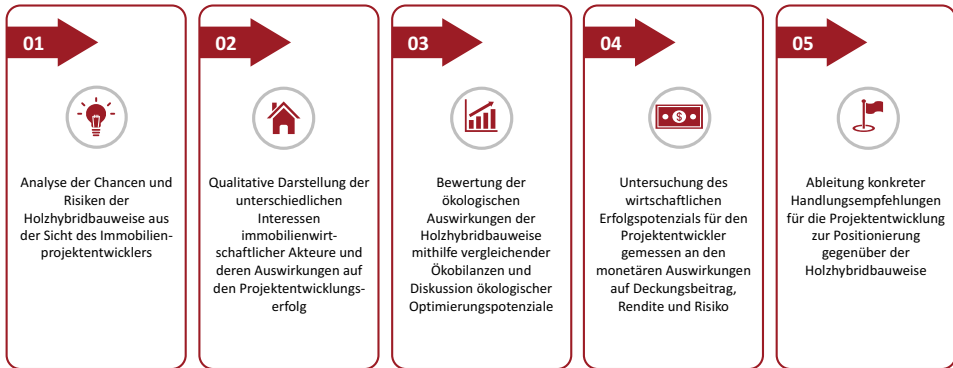 01
Analyse der Chancen und
Risiken der
Holzhybridbauweise aus
der Sicht des Immobilien-
projektentwicklers
02
Qualitative Darstellung der
unterschiedlichen
Interessen
immobilienwirt-
schaftlicher Akteure und
deren Auswirkungen auf
den Projektentwicklungs-
erfolg
03
Bewertung der
ökologischen
Auswirkungen der
Holzhybridbauweise
mithilfe vergleichender
Ökobilanzen und
Diskussion ökologischer
Optimierungspotenziale
04
$
Untersuchung des
wirtschaftlichen
Erfolgspotenzials für den
Projektentwickler
gemessen an den
monetären Auswirkungen
auf Deckungsbeitrag,
Rendite und Risiko
05
Ableitung konkreter
Handlungsempfehlungen
für die Projektentwicklung
zur Positionierung
gegenüber der
Holzhybridbauweise